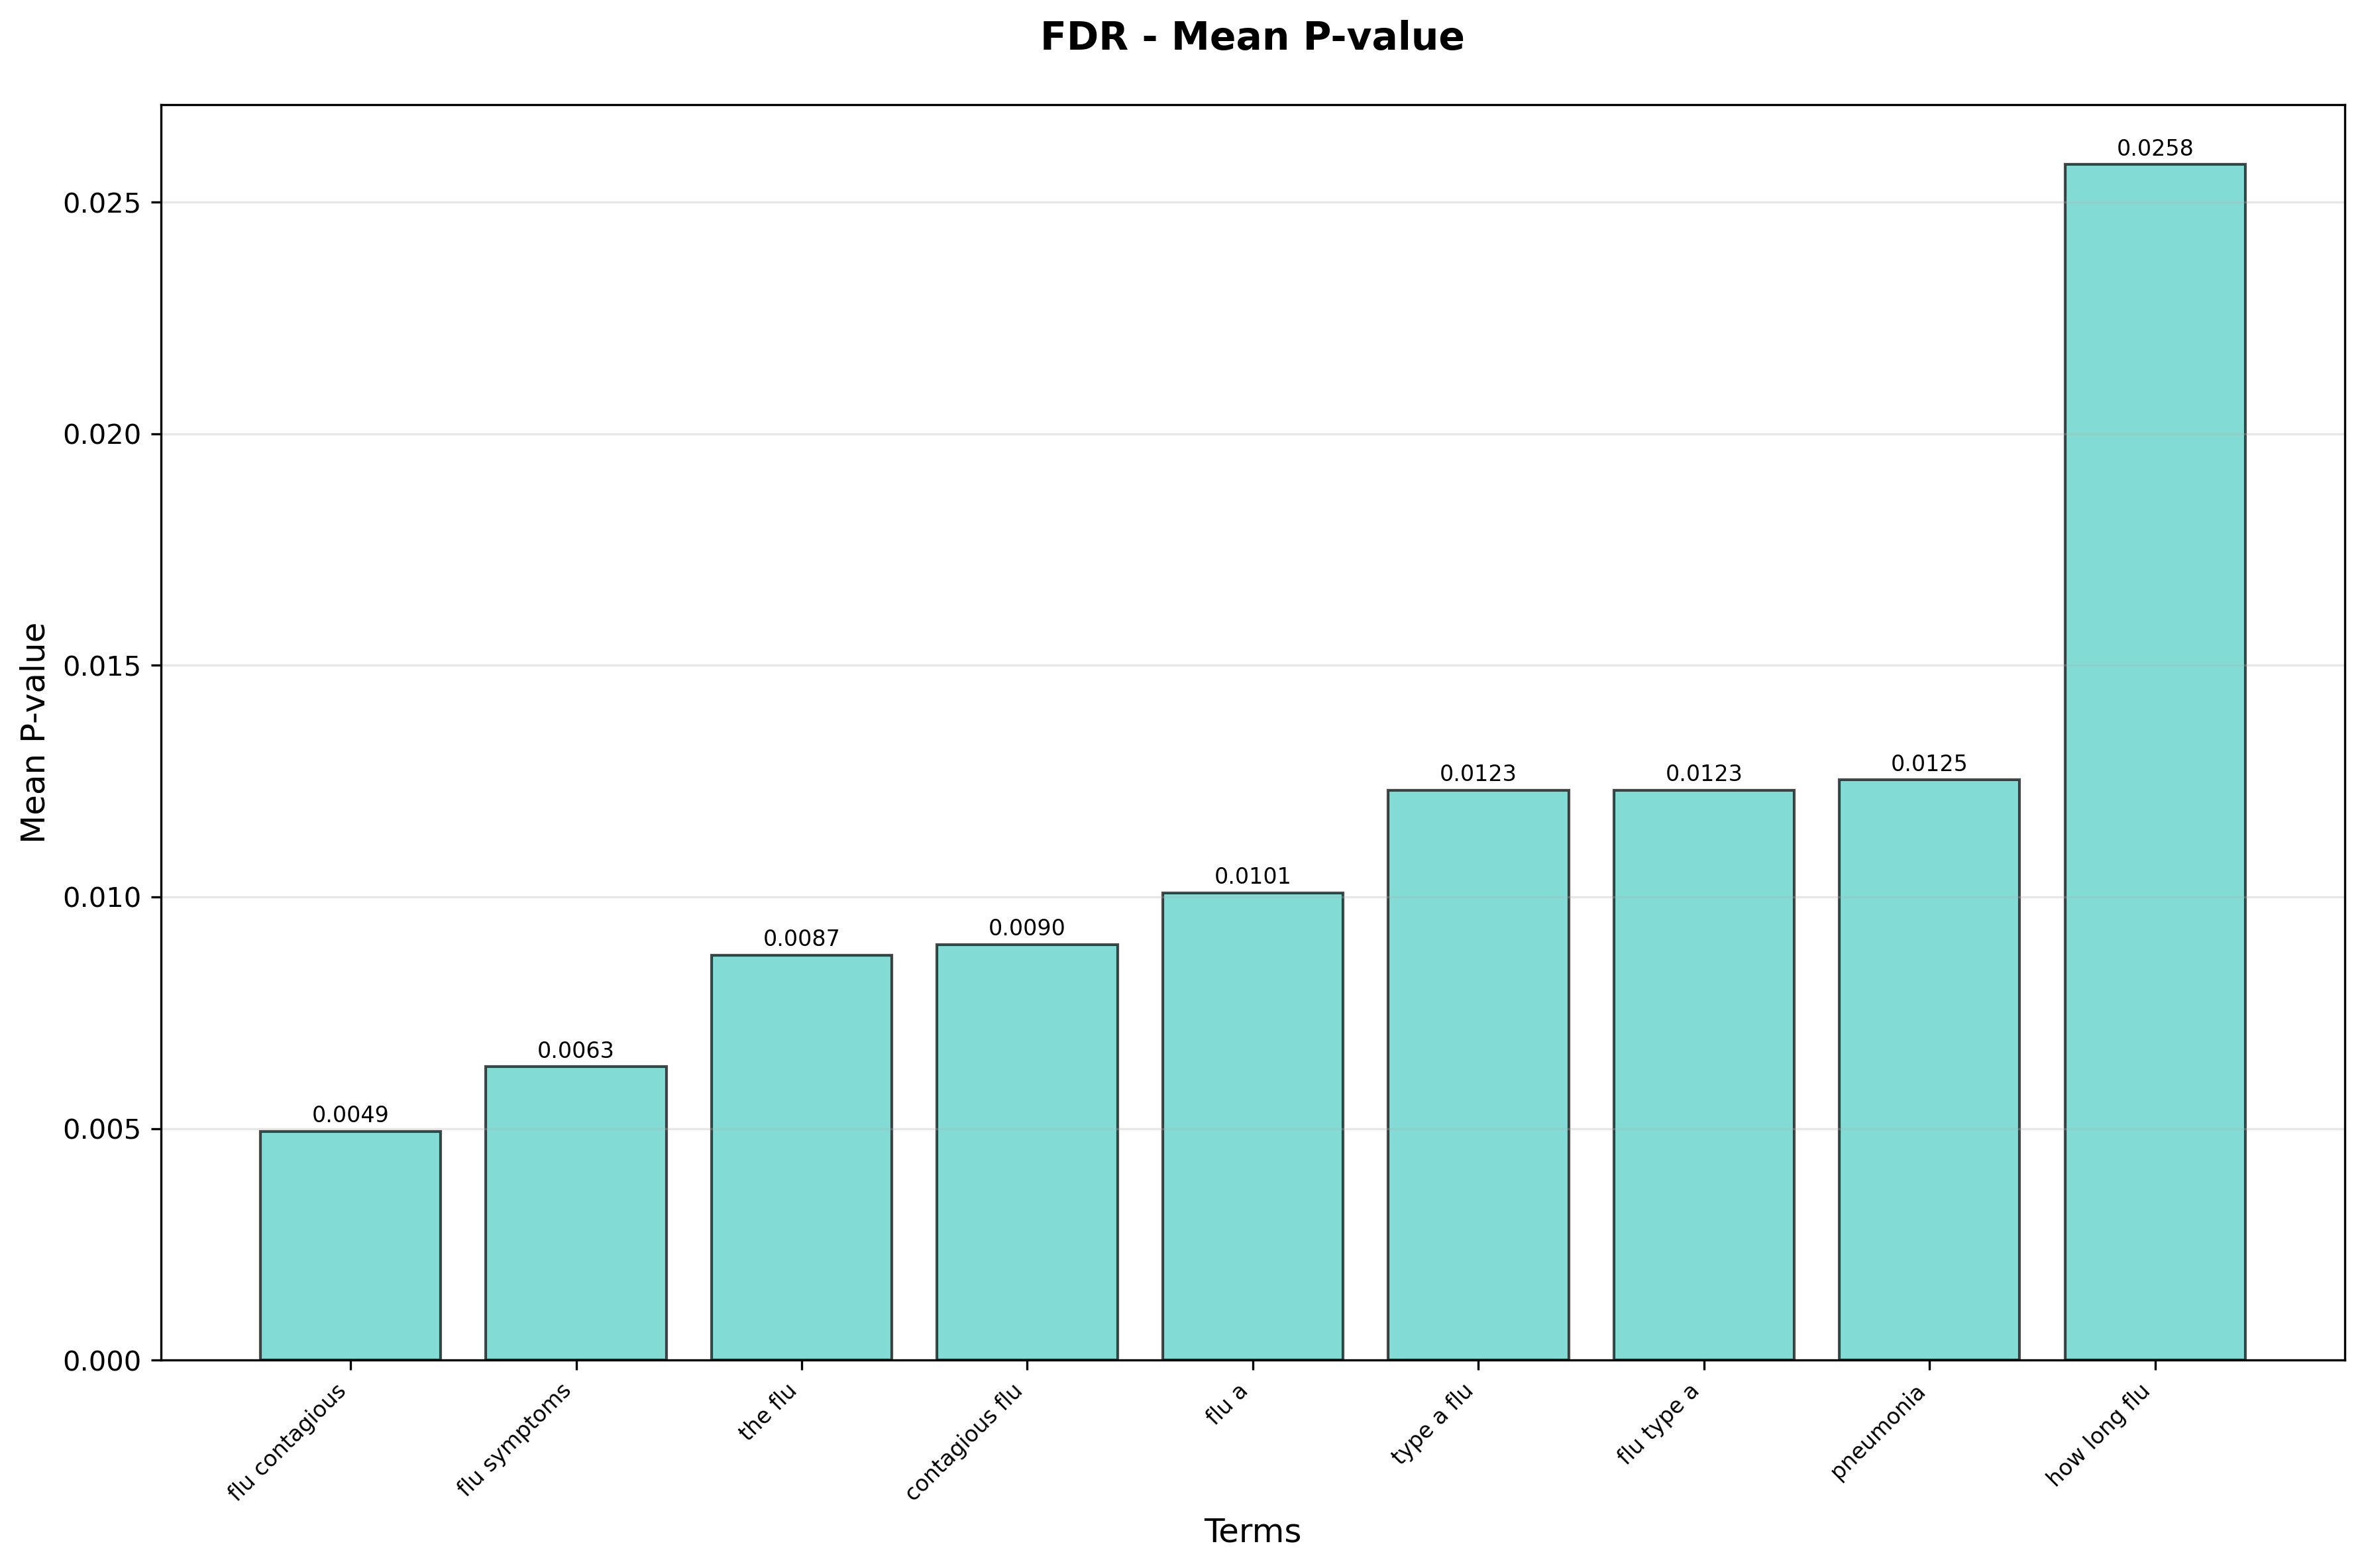 FDR - Mean P-value
Mean P-value
0.025
0.020
0.015
0.010
0.005
0.000
0.0049
0.0063
0.0087
0.0090
0.0101
0.0123
0.0123
0.0125
0.0258
flu contagious
flu symptoms
the flu
contagious flu
flu a
type a flu
flu type a
pneumonia
how long flu
Terms